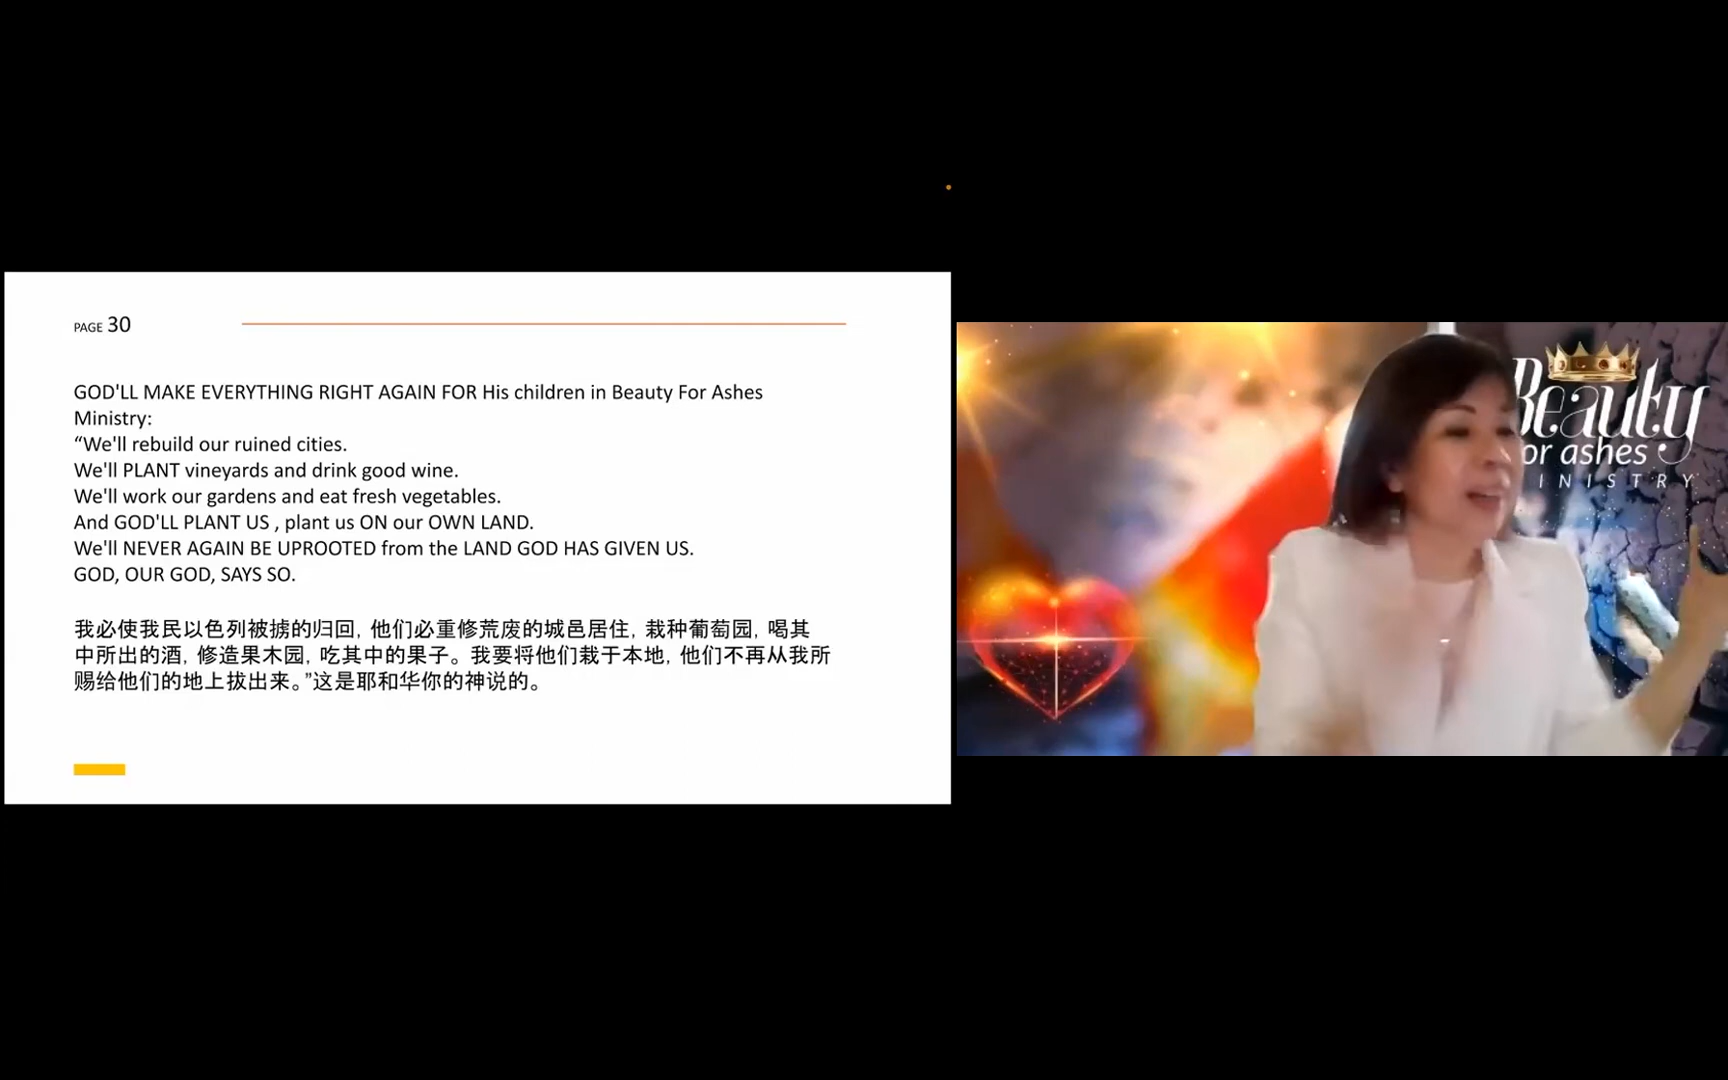 PAGE 30
GOD'LL MAKE EVERYTHING RIGHT AGAIN FOR His children in Beauty For Ashes
Ministry:
“We'll rebuild our ruined cities.
We'll PLANT vineyards and drink good wine.
We'll work our gardens and eat fresh vegetables.
And GOD'LL PLANT US , plant us ON our OWN LAND.
We'll NEVER AGAIN BE UPROOTED from the LAND GOD HAS GIVEN US.
GOD, OUR GOD, SAYS SO.
我必使我民以色列被掳的归回, 他们必重修荒废的城邑居住, 栽种葡萄园, 喝其
中所出的酒, 修造果木园, 吃其中的果子。我要将他们栽于本地, 他们不再从我所
赐给他们的地上拔出来。”这是耶和华你的神说的。
Beauty
or ashes
INISTRY